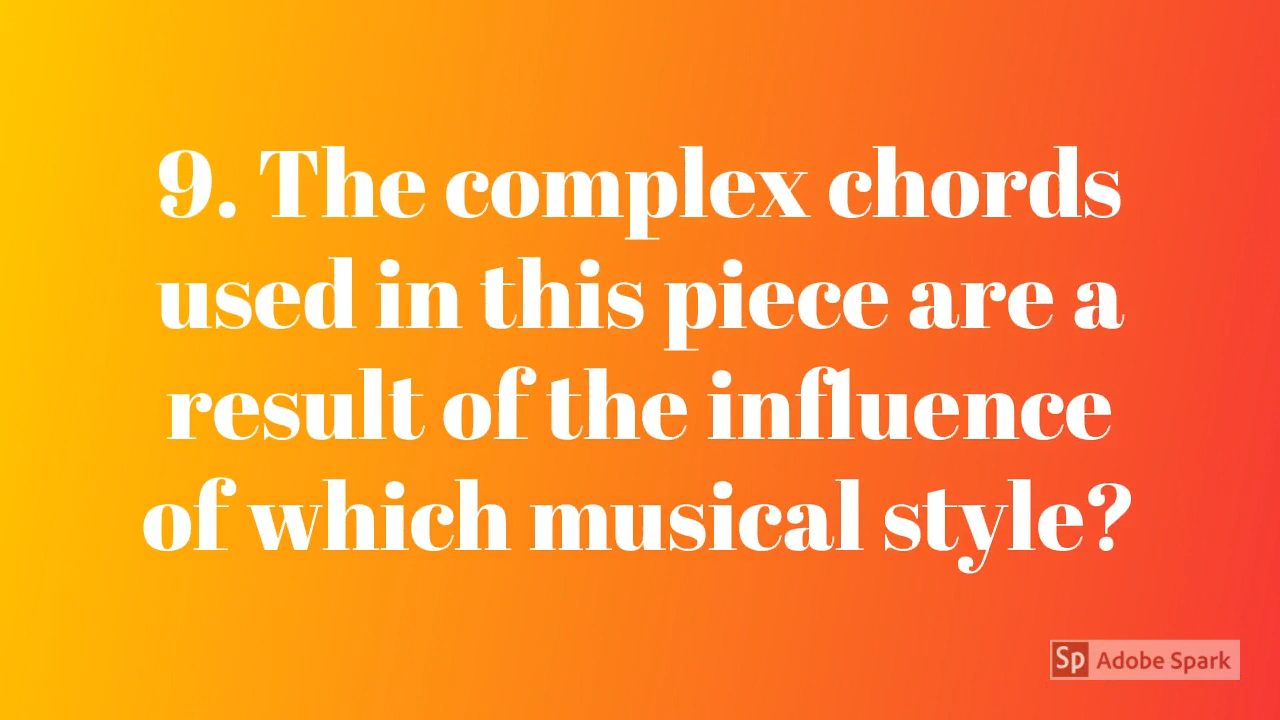 9. The complex chords
used in this piece are a
result of the influence
of which musical style?
Sp Adobe Spark